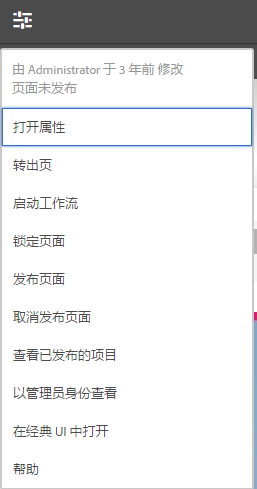 由 Administrator 于 3 年前 修改
页面未发布
打开属性
转出页
启动工作流
锁定页面
发布页面
取消发布页面
查看已发布的项目
以管理员身份查看
在经典 UI 中打开
帮助